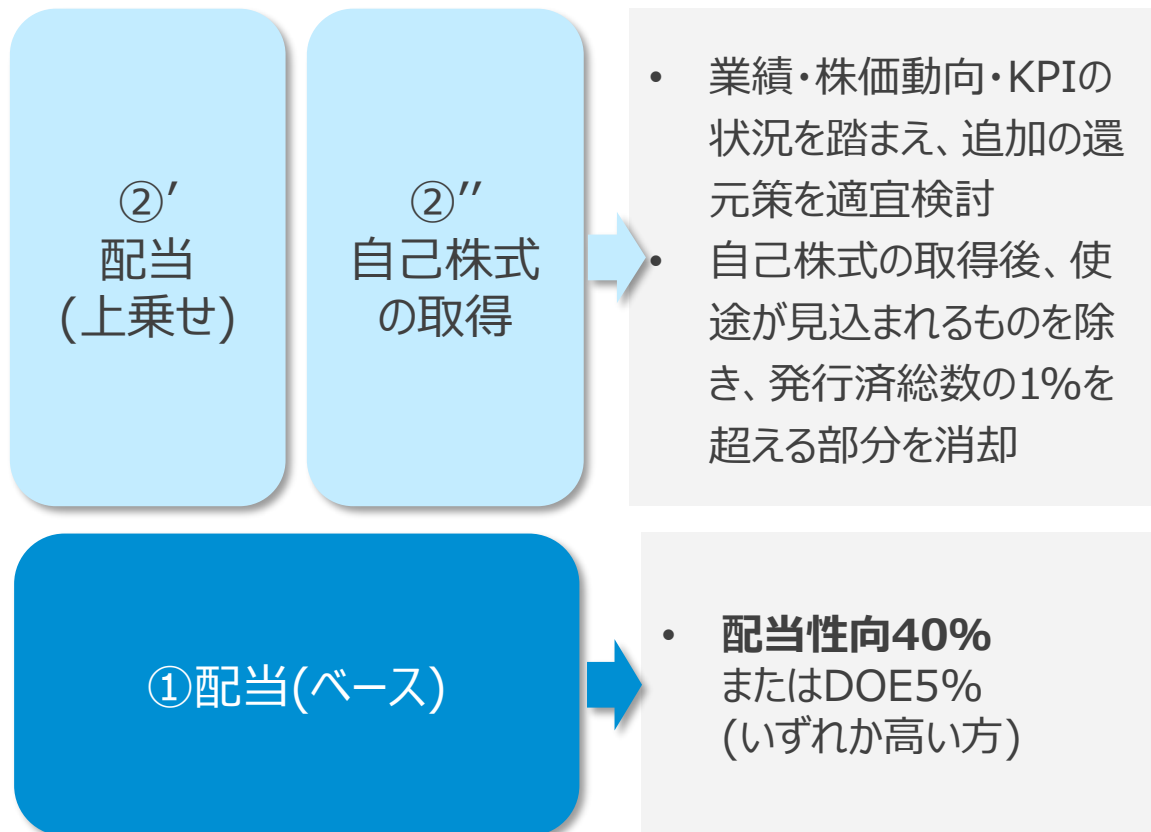 ②’
配当
(上乗せ)
②’’
自己株式
の取得
• 業績・株価動向・KPIの
状況を踏まえ、追加の還
元策を適宜検討
• 自己株式の取得後、使
途が見込まれるものを除
き、発行済総数の1%を
超える部分を消却
①配当(ベース)
• 配当性向40%
またはDOE5%
(いずれか高い方)